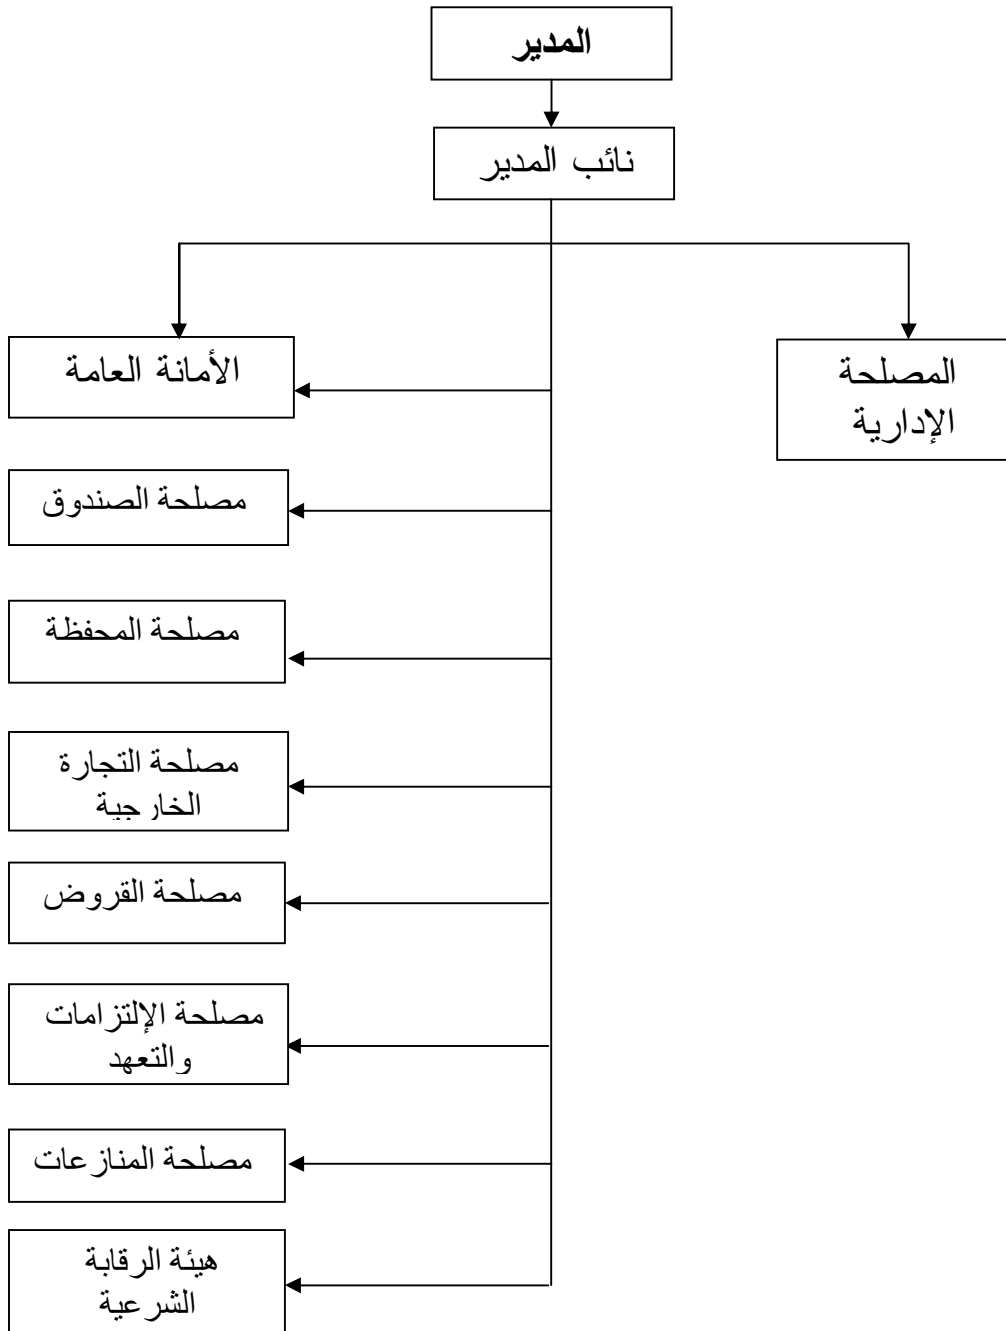 المدير
نائب المدير
المصلحة
الإدارية
الأمانة العامة
مصلحة الصندوق
مصلحة المحفظة
مصلحة التجارة
الخارجية
مصلحة القروض
مصلحة الإلتزامات
والتعهد
مصلحة المنازعات
هيئة الرقابة
الشرعية